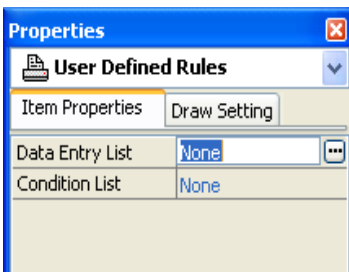 Properties
User Defined Rules
Item Properties Draw Setting
Data Entry List None
Condition List None